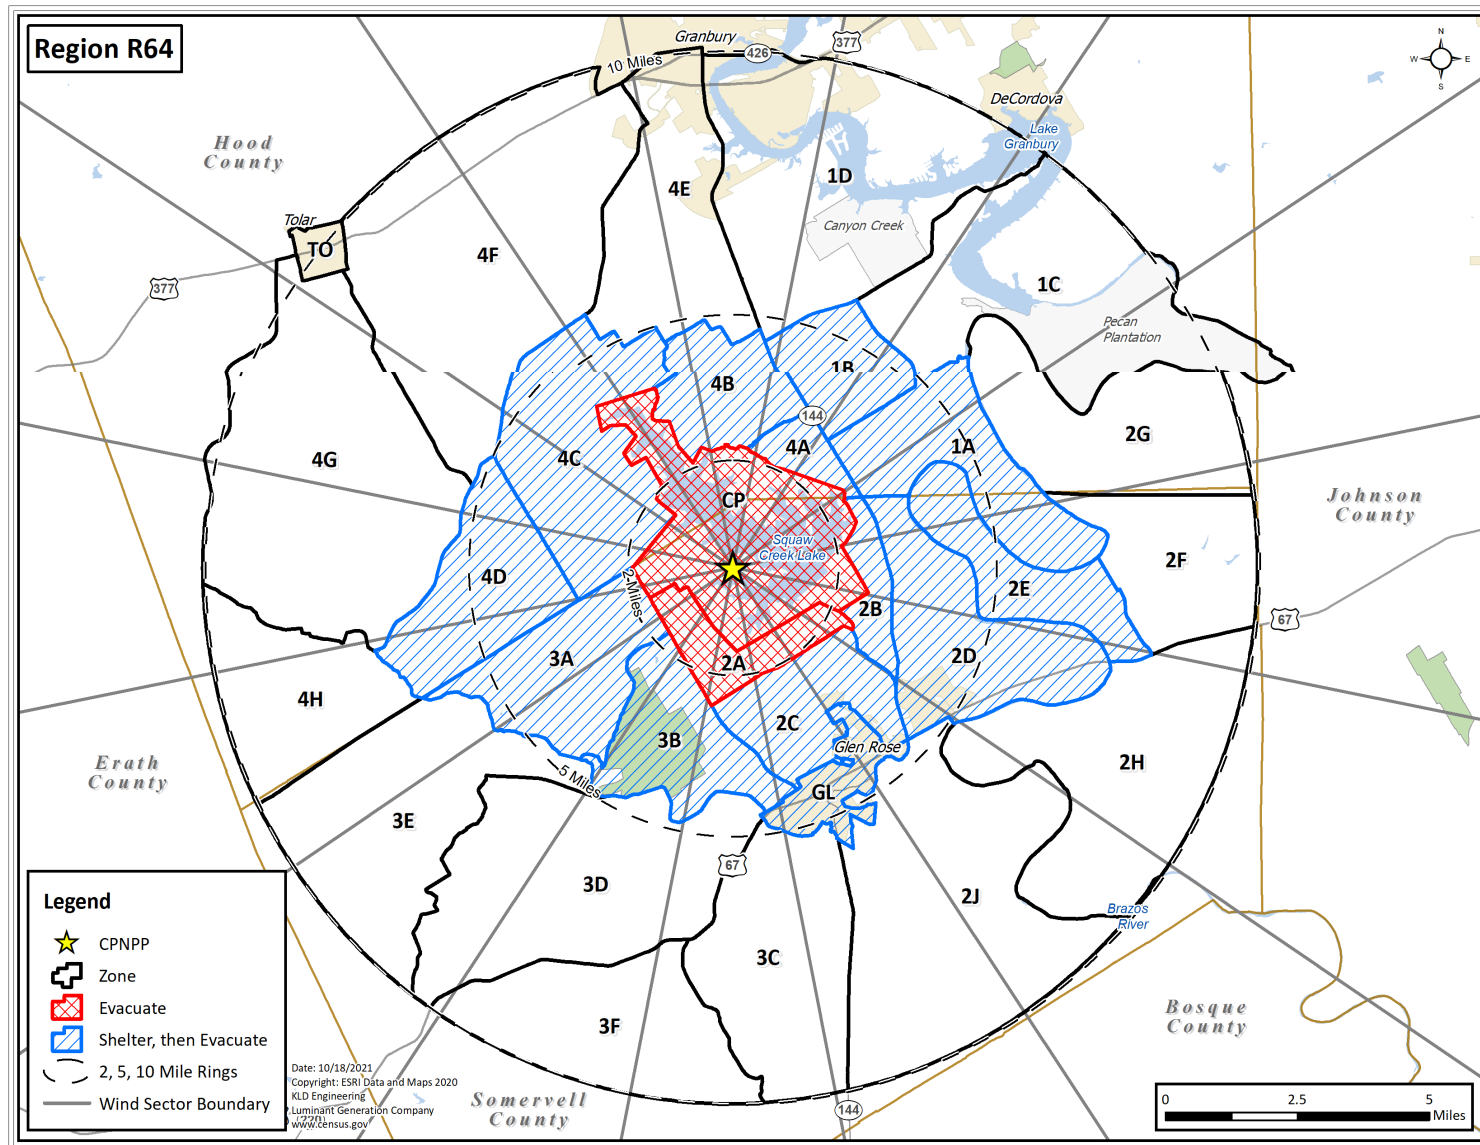 Region R64
Granbury
426
377
10 Miles
N
W
E
S
DeCordova
Lake
Granbury
Hood
County
4E
1D
Tolar
TO
4F
Canyon Creek
377
1C
Pecan
Plantation
4B
1B
144
4A
1A
2G
4C
4G
CP
Johnson
County
Squaw
Creek Lake
2F
4D
2 Miles
2B
2E
67
3A
2A
2D
4H
2C
3B
Glen Rose
Erath
County
2H
5 Miles
GL
3E
67
3D
2J
Brazos
River
3C
3F
Bosque
County
Legend
CPNPP
Zone
Evacuate
Shelter, then Evacuate
2, 5, 10 Mile Rings
Wind Sector Boundary
Date: 10/18/2021
Copyright: ESRI Data and Maps 2020
KLD Engineering
Luminant Generation Company
www.census.gov
220
Somervell
County
144
0
2.5
5
Miles